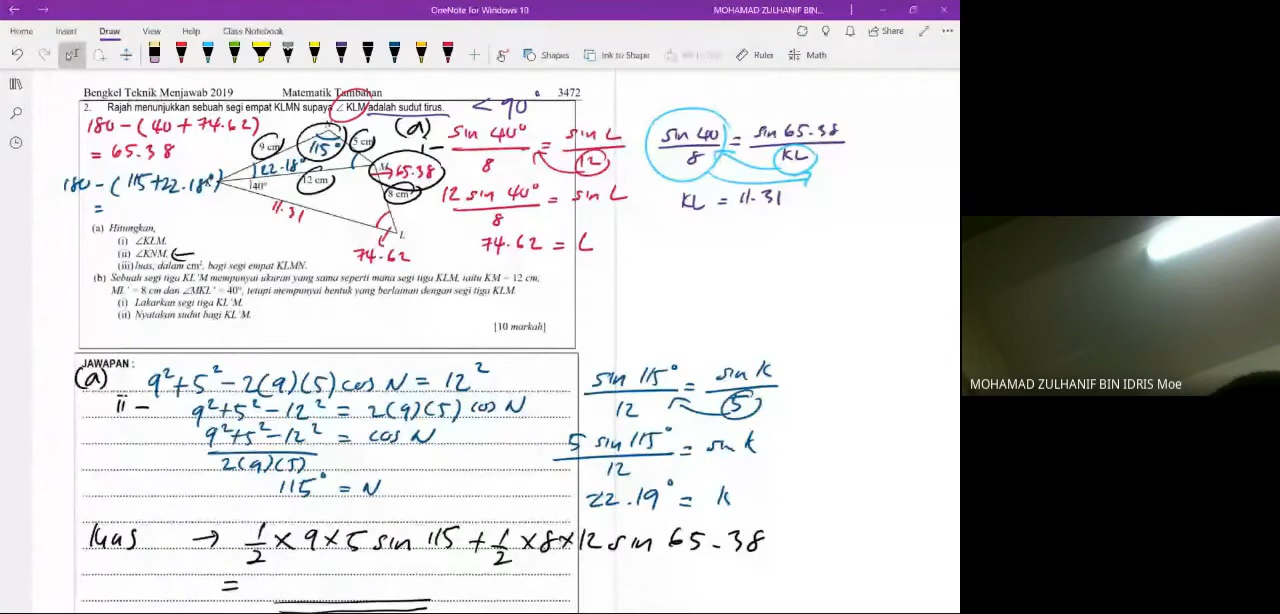 OneNote for Windows 10
MOHAMAD ZULHANIF BIN...
Home Insert Draw View Help Class Notebook
Share
Shapes Ink to Shape Ink to Text Ruler Math
Bengkel Teknik Menjawab 2019 Matematik Tambahan 3472
2. Rajah menunjukkan sebuah segi empat KLMN supaya ∠ KLM adalah sudut tirus.
< 90°
180 - (40 + 74.62)
= 65.38
180 - (115 + 22.18)
=
9 cm
115°
5 cm
22.18°
M
65.38
40°
12 cm
8 cm
11.31
L
74.62
(a)
i - sin 40° / 8 = sin L / 12
12 sin 40° / 8 = sin L
74.62 = L
sin 40 / 8 = sin 65.38 / KL
KL = 11.31
(a) Hitungkan,
(i) ∠KLM.
(ii) ∠KNM.
(iii) luas, dalam cm², bagi segi empat KLMN.
(b) Sebuah segi tiga KL'M mempunyai ukuran yang sama seperti mana segi tiga KLM, iaitu KM = 12 cm,
ML' = 8 cm dan ∠MKL' = 40°, tetapi mempunyai bentuk yang berlainan dengan segi tiga KLM.
(i) Lakarkan segi tiga KL'M.
(ii) Nyatakan sudut bagi KL'M.
[10 markah]
JAWAPAN :
(a) 9² + 5² - 2(9)(5) cos N = 12²
ii - 9² + 5² - 12² = 2(9)(5) cos N
9² + 5² - 12² / 2(9)(5) = cos N
115° = N
sin 115° / 12 = sin k / 5
5 sin 115° / 12 = sin k
22.19° = k
luas → 1/2 × 9 × 5 sin 115 + 1/2 × 8 × 12 sin 65.38
=
MOHAMAD ZULHANIF BIN IDRIS Moe